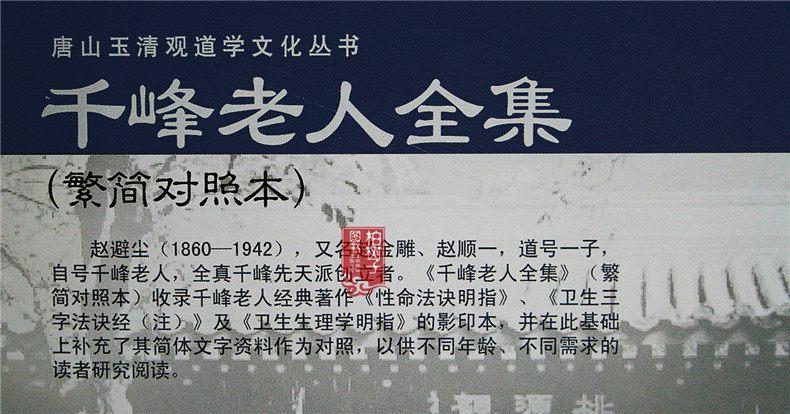 唐山玉清观道学文化丛书
千峰老人全集
(繁简对照本)
赵避尘(1860—1942),又名赵金雕、赵顺一,道号一子,
自号千峰老人,全真千峰先天派创立者。《千峰老人全集》(繁
简对照本)收录千峰老人经典著作《性命法诀明指》、《卫生三
字法诀经(注)》及《卫生生理学明指》的影印本,并在此基础
上补充了其简体文字资料作为对照,以供不同年龄、不同需求的
读者研究阅读。